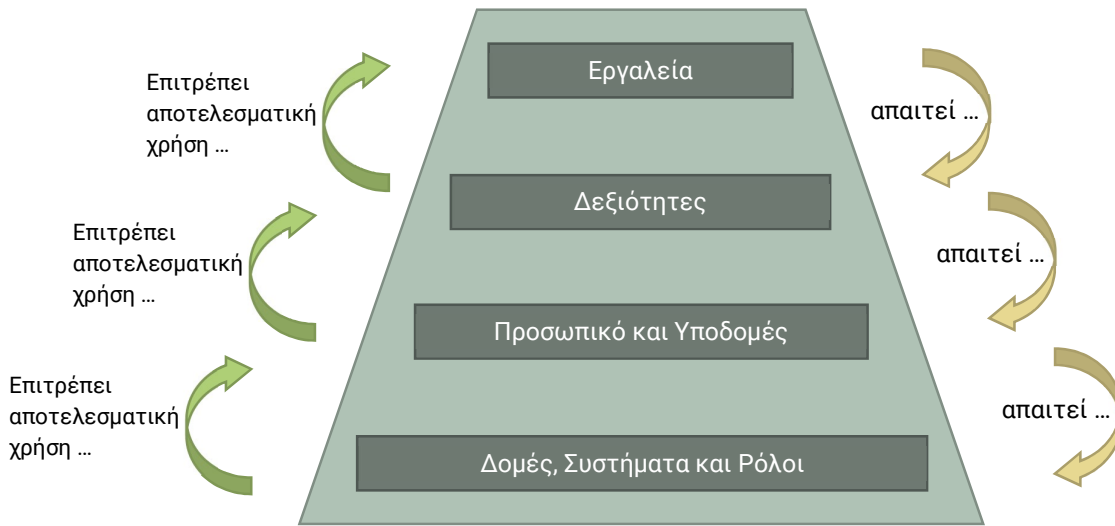 Εργαλεία
Επιτρέπει
αποτελεσματική
χρήση ...
απαιτεί ...
Δεξιότητες
Επιτρέπει
αποτελεσματική
χρήση ...
απαιτεί ...
Προσωπικό και Υποδομές
Επιτρέπει
αποτελεσματική
χρήση ...
απαιτεί ...
Δομές, Συστήματα και Ρόλοι